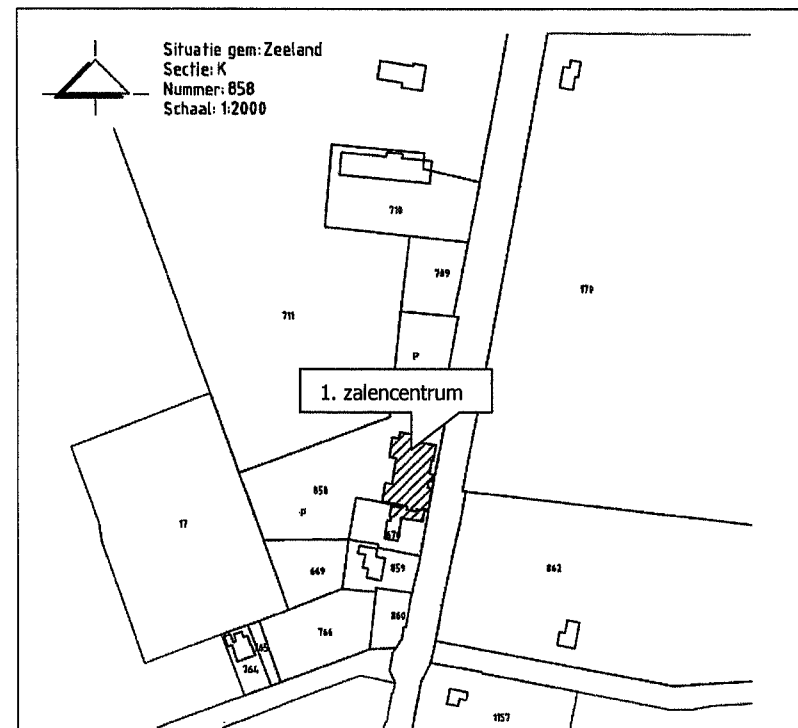 Situatie gem: Zeeland
Sectie: K
Nummer: 858
Schaal: 1:2000
710
709
711
P
1. zalencentrum
858
P
17
669
859
862
766
860
764
1157